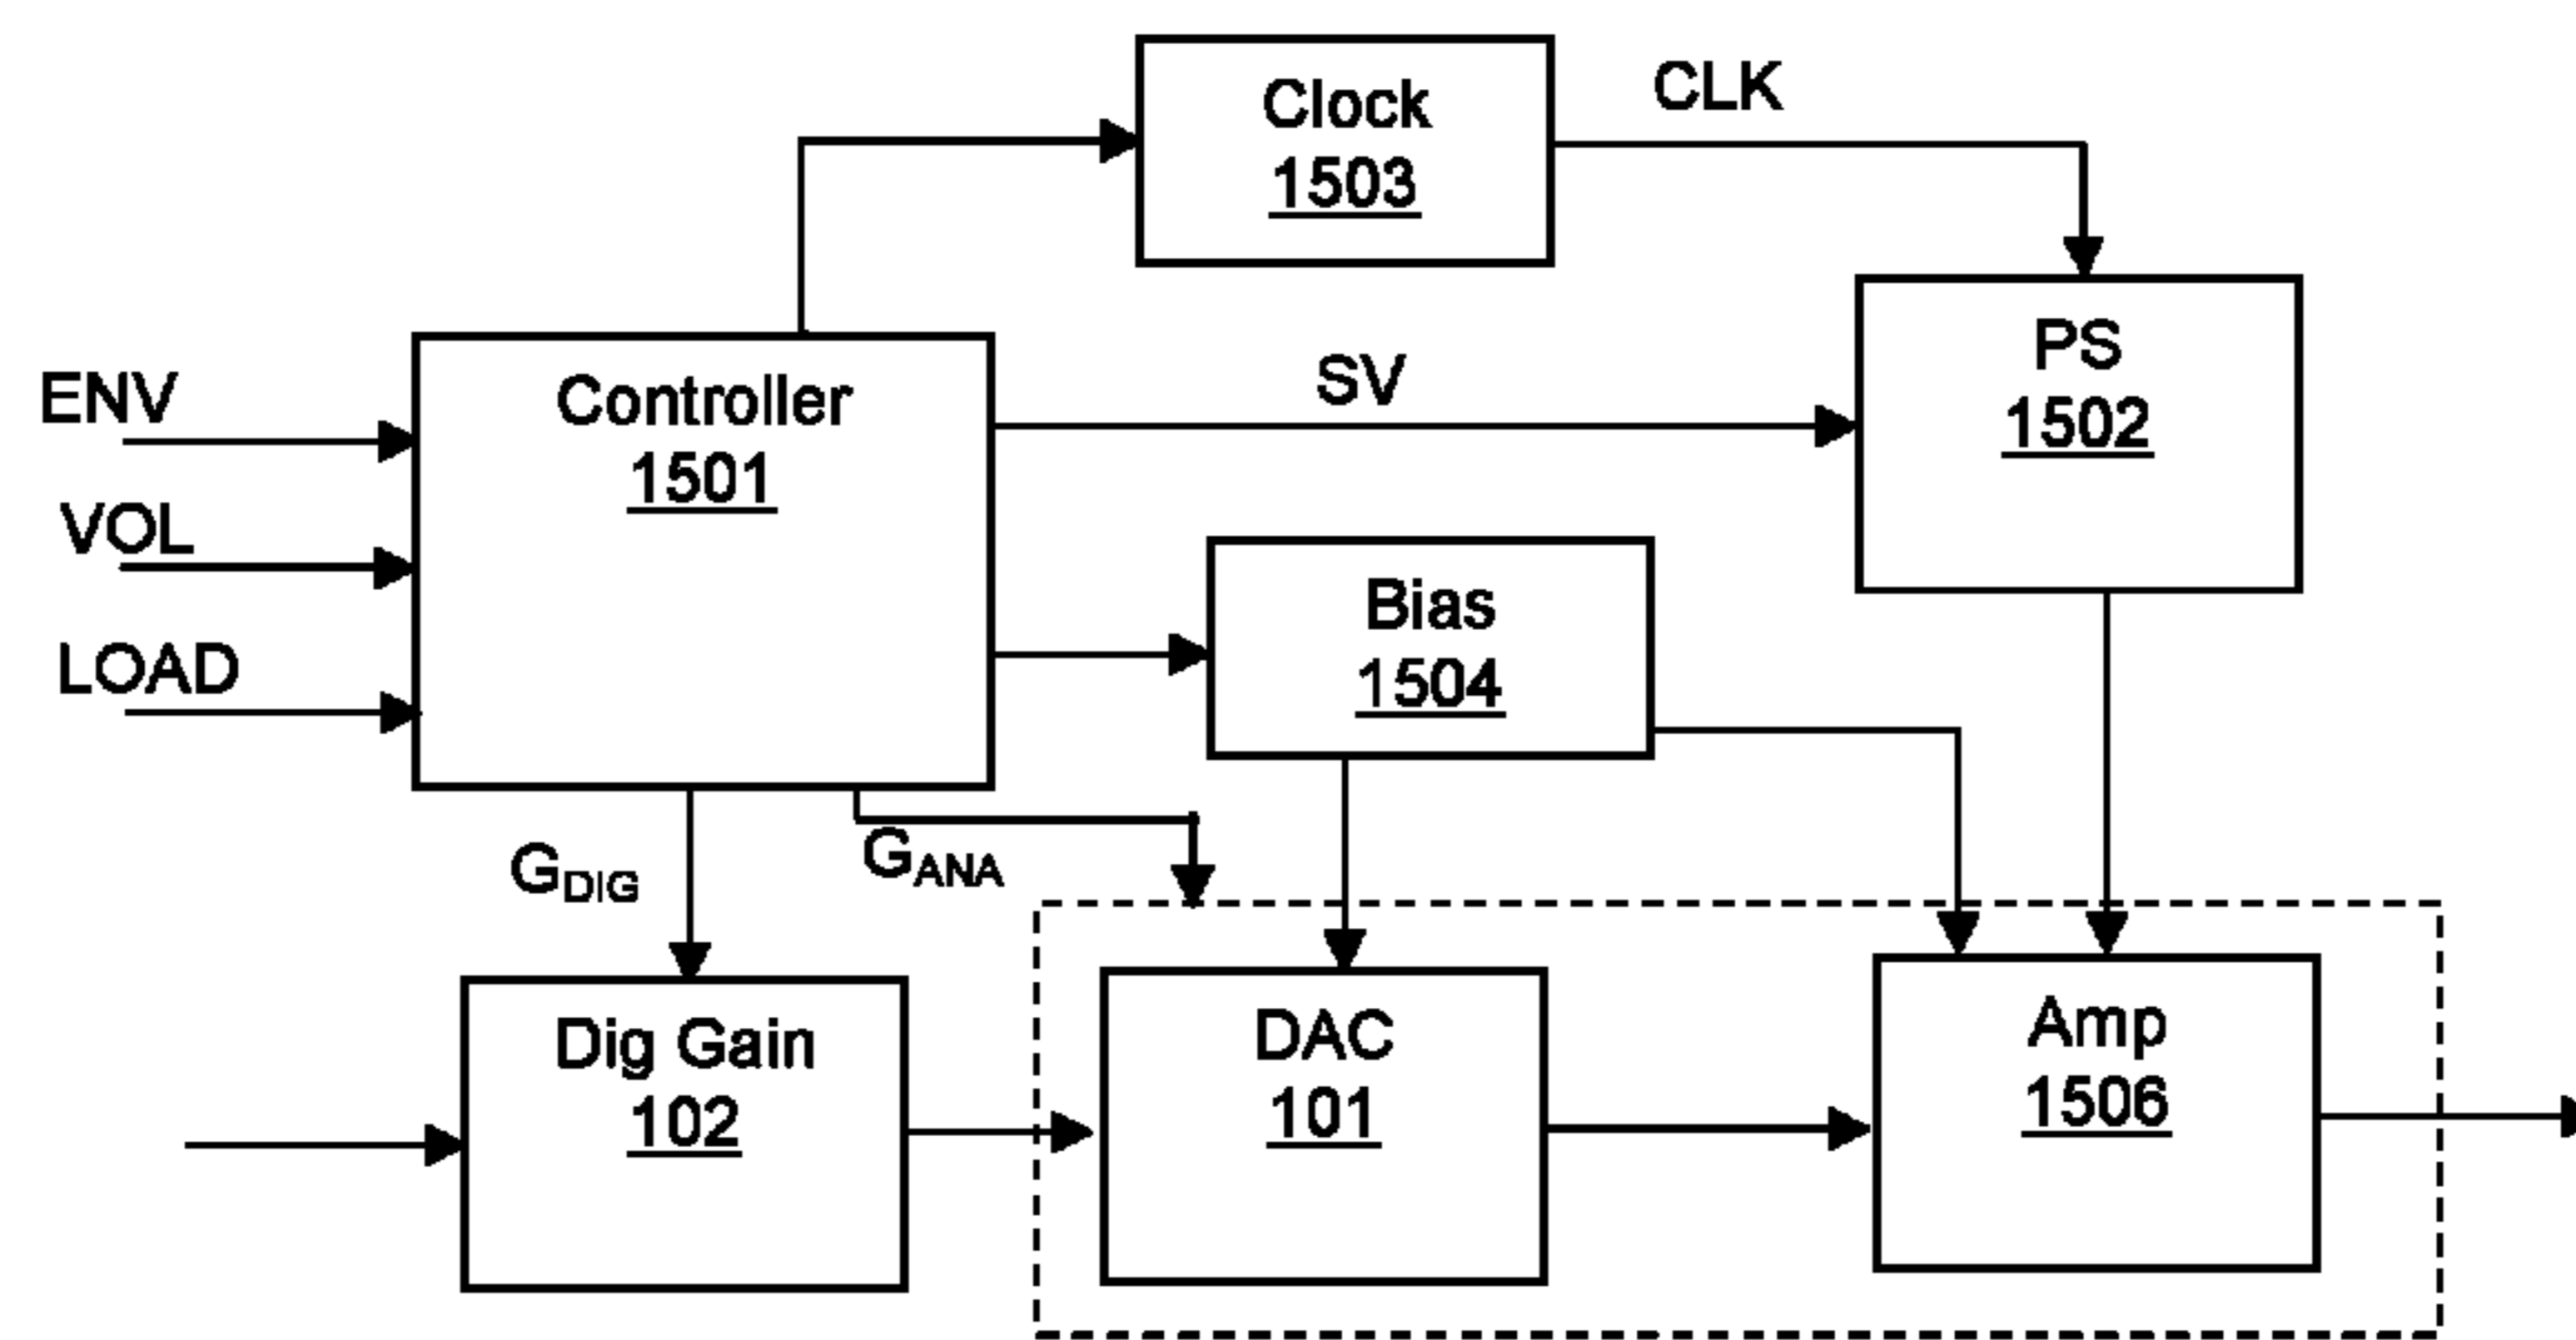 Clock
1503
CLK
PS
1502
SV
ENV
Controller
1501
VOL
LOAD
Bias
1504
GDIG
GANA
Dig Gain
102
DAC
101
Amp
1506